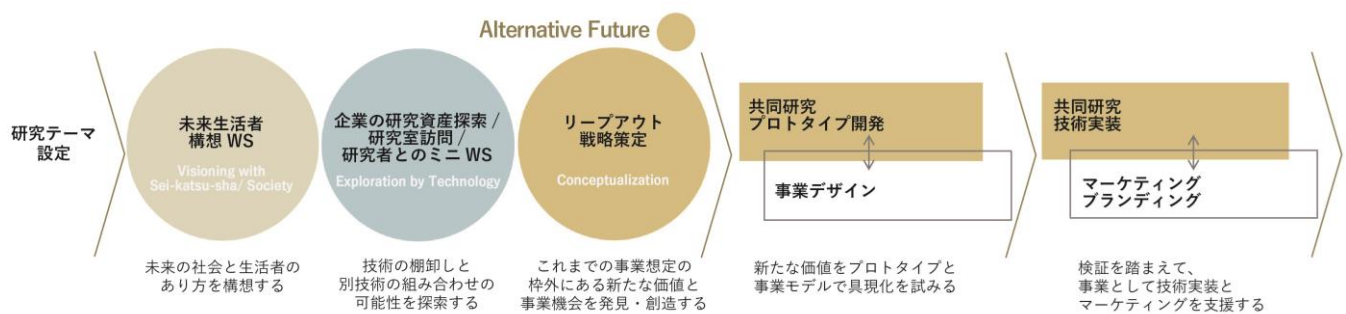 Alternative Future
研究テーマ
設定
未来生活者
構想 WS
Visioning with
Sei-katsu-sha/ Society
未来の社会と生活者の
あり方を構想する
企業の研究資産探索 /
研究室訪問 /
研究者とのミニ WS
Exploration by Technology
技術の棚卸しと
別技術の組み合わせの
可能性を探索する
リープアウト
戦略策定
Conceptualization
これまでの事業想定の
枠外にある新たな価値と
事業機会を発見・創造する
共同研究
プロトタイプ開発
事業デザイン
新たな価値をプロトタイプと
事業モデルで具現化を試みる
共同研究
技術実装
マーケティング
ブランディング
検証を踏まえて、
事業として技術実装と
マーケティングを支援する